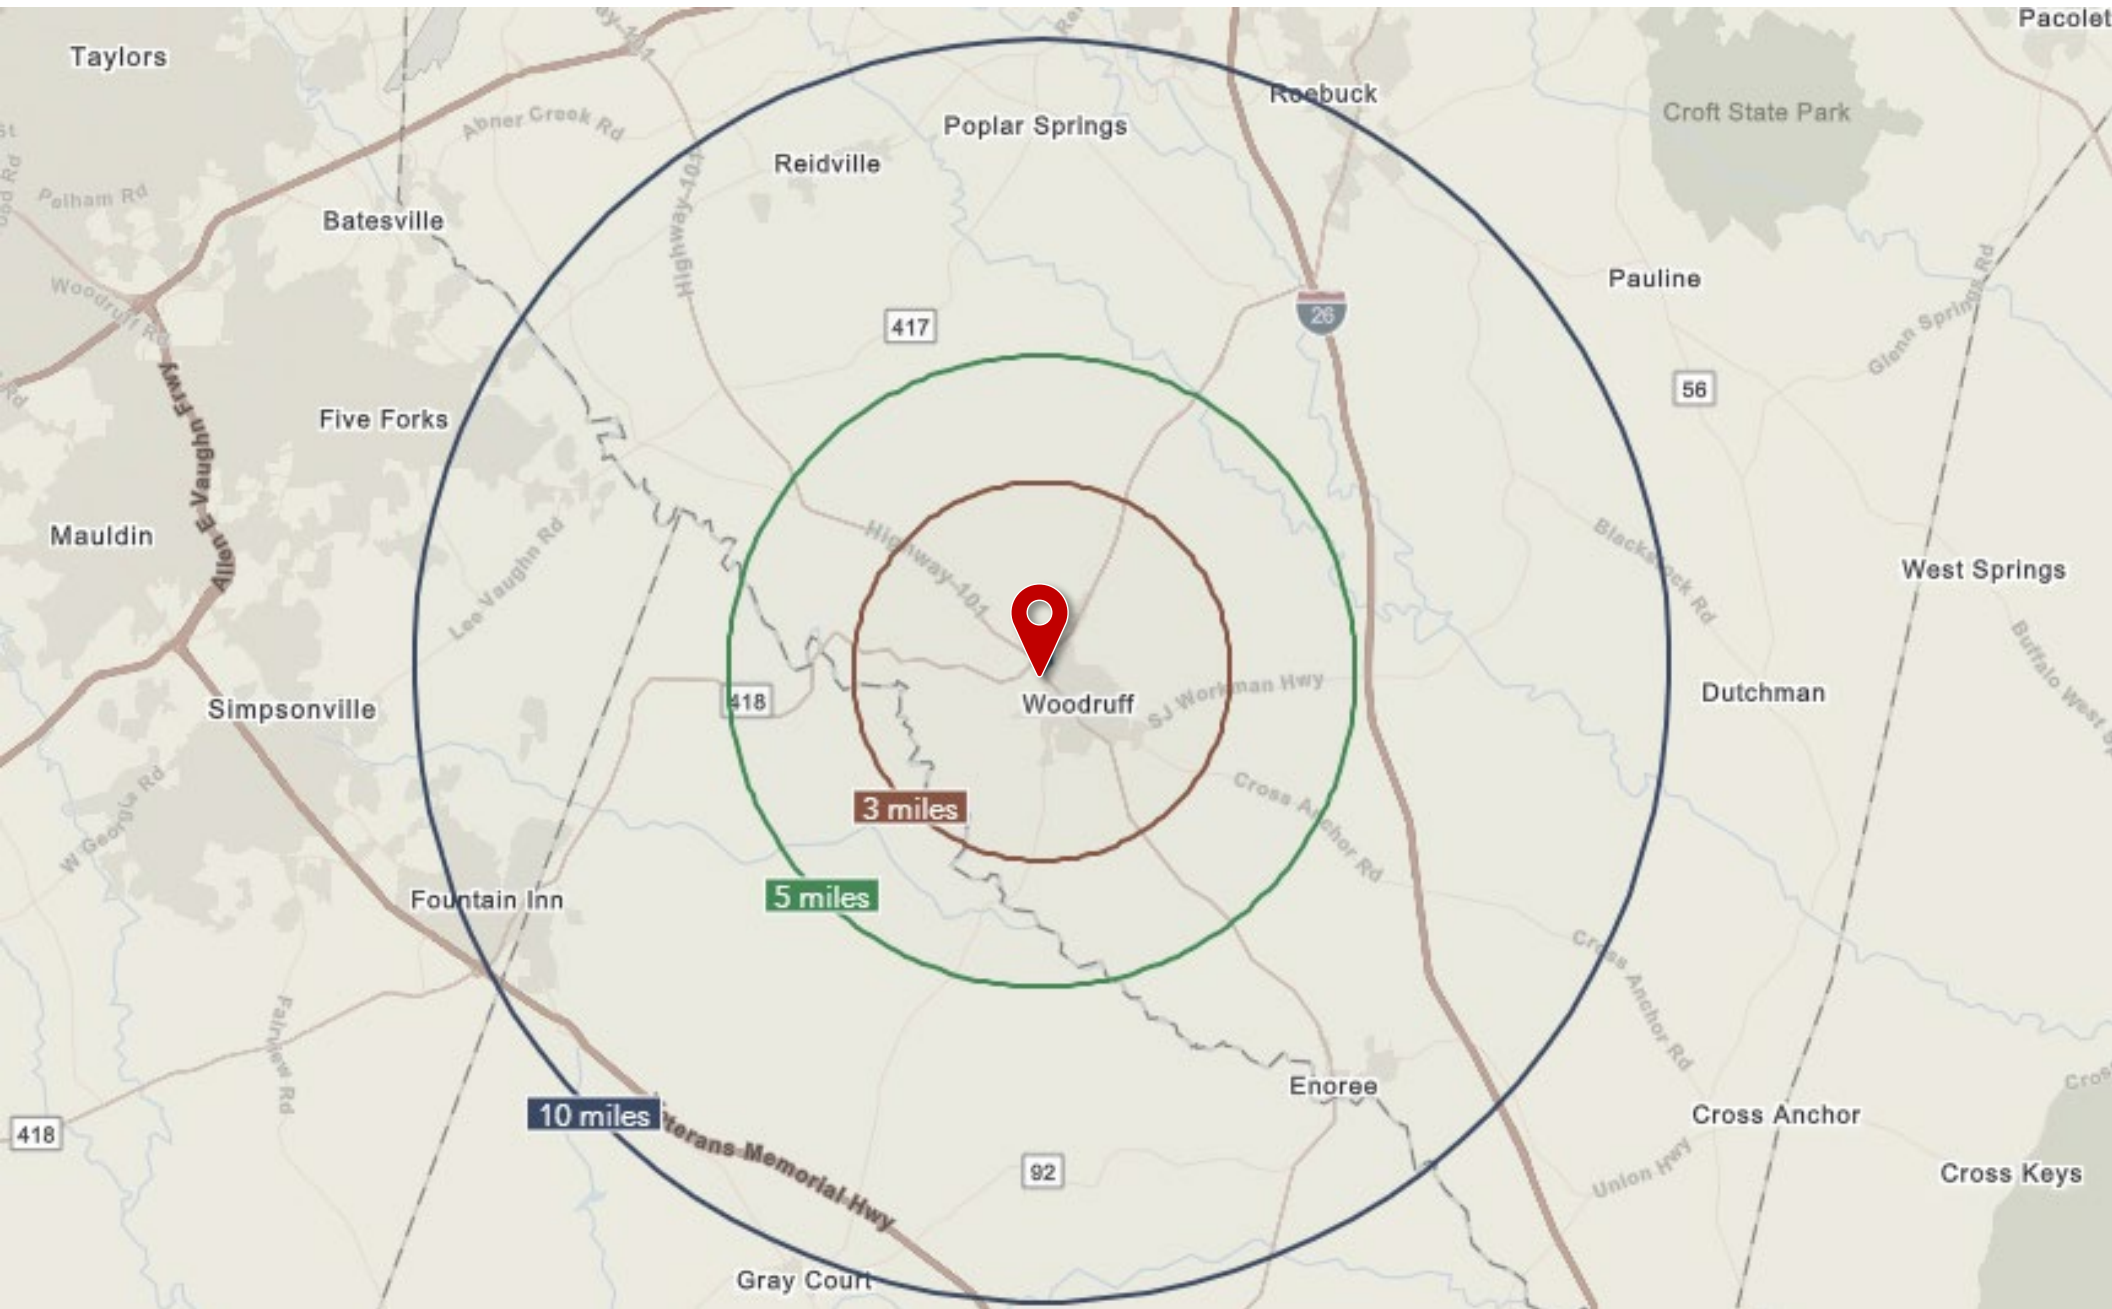 Pacolet
Taylors
Roebuck
Croft State Park
Abner Creek Rd
Poplar Springs
Reidville
Pelham Rd
Highway-101
Batesville
Woodruff Rd
Pauline
Glenn Springs Rd
26
417
Allen E Vaughn Frwy
56
Five Forks
Mauldin
Lee Vaughn Rd
Highway-101
Blackstock Rd
West Springs
Buffalo West Sp
Simpsonville
418
Woodruff
SJ Workman Hwy
Dutchman
W Georgia Rd
3 miles
Cross Anchor Rd
5 miles
Fountain Inn
Cross Anchor Rd
Fairview Rd
Enoree
Cros
10 miles
terans Memorial Hwy
418
Cross Anchor
92
Union Hwy
Cross Keys
Gray Court